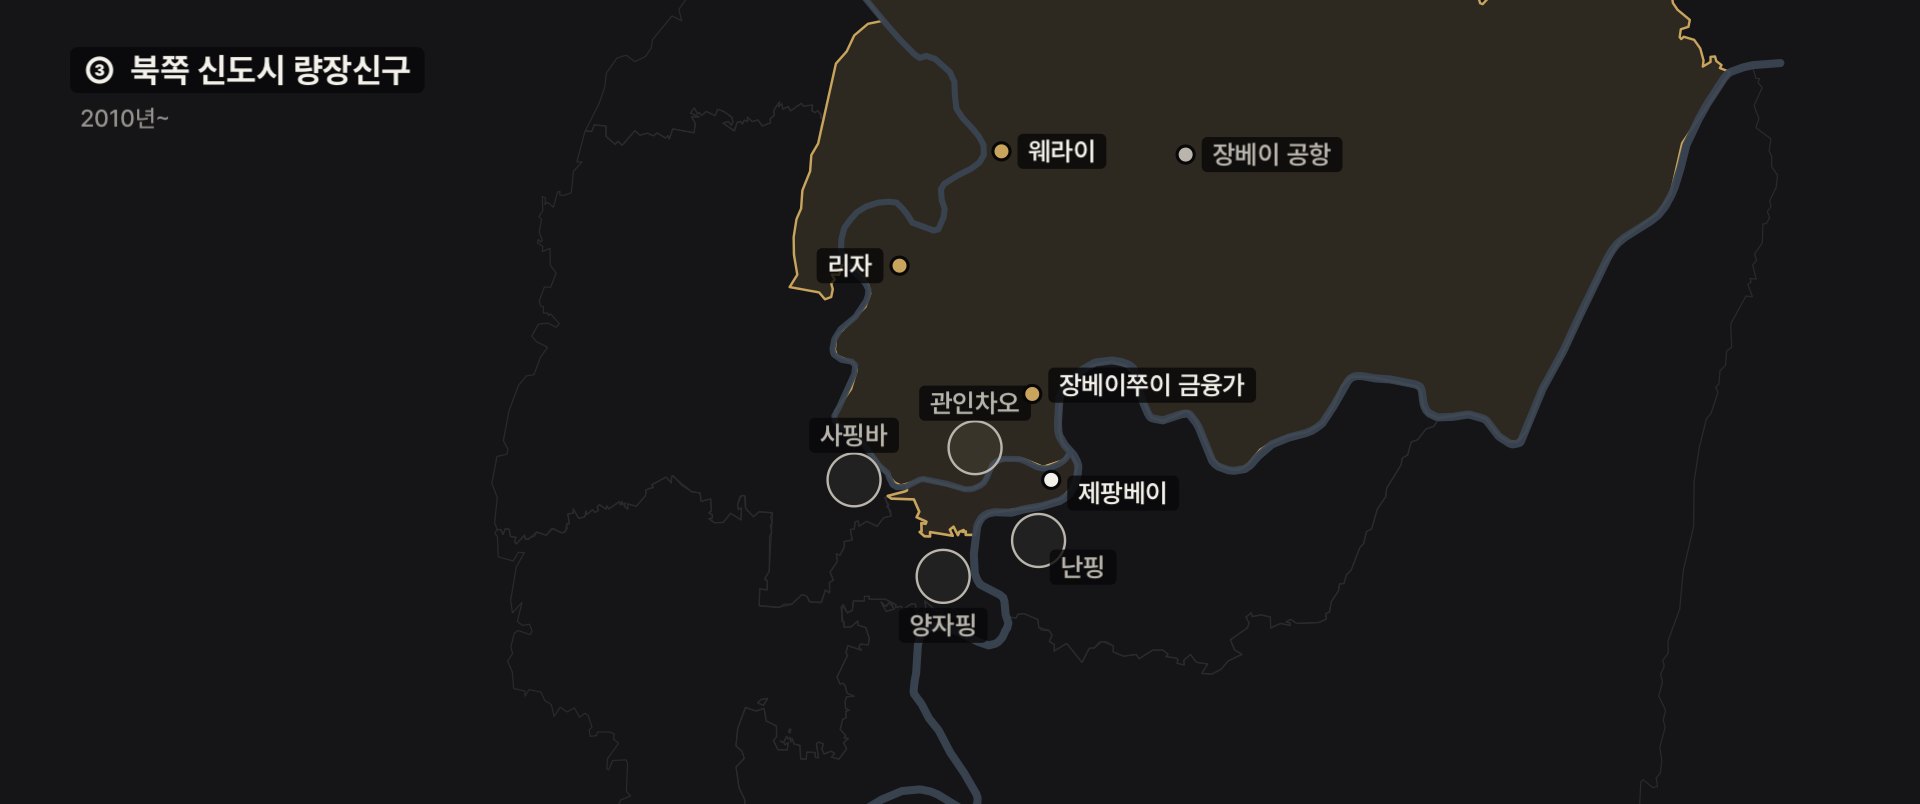 ③ 북쪽 신도시 량장신구
2010년~
웨라이
장베이 공항
리자
장베이쭈이 금융가
관인차오
사핑바
제팡베이
난핑
양자핑